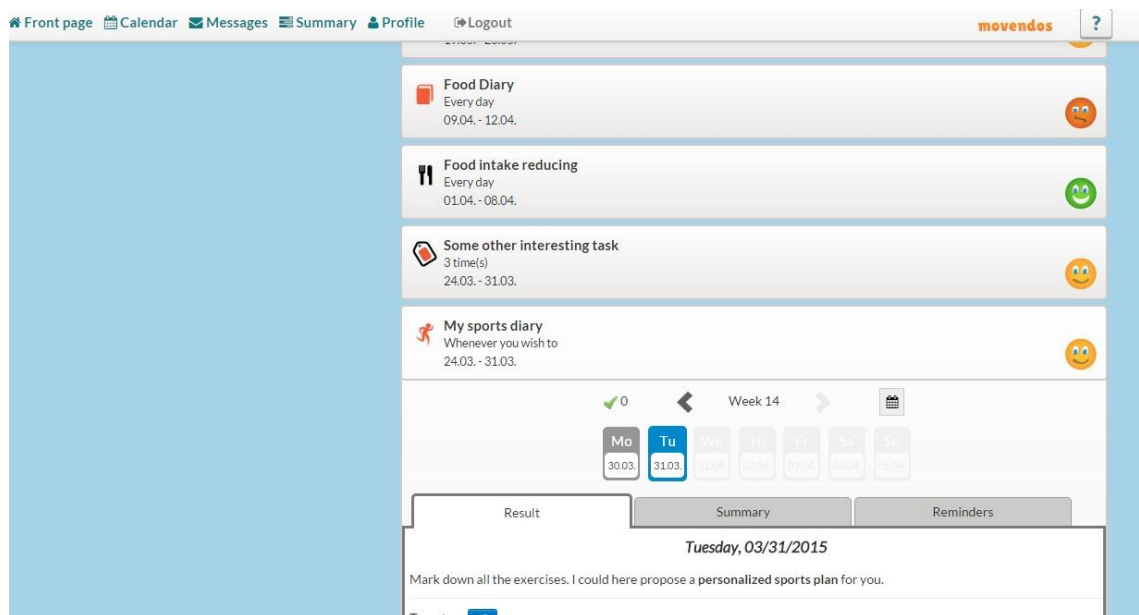 Front page Calendar Messages Summary Profile Logout movendos ?
Food Diary
Every day
09.04. - 12.04.
Food intake reducing
Every day
01.04. - 08.04.
Some other interesting task
3 time(s)
24.03. - 31.03.
My sports diary
Whenever you wish to
24.03. - 31.03.
0 Week 14
Mo Tu We Th Fr Sa Su
30.03. 31.03. 01.04. 02.04. 03.04. 04.04. 05.04.
Result Summary Reminders
Tuesday, 03/31/2015
Mark down all the exercises. I could here propose a personalized sports plan for you.